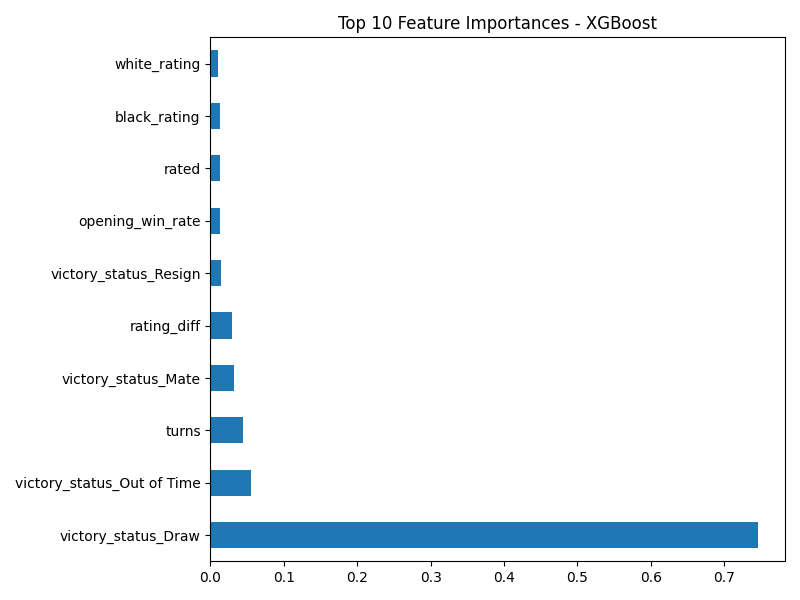 Top 10 Feature Importances - XGBoost
white_rating
black_rating
rated
opening_win_rate
victory_status_Resign
rating_diff
victory_status_Mate
turns
victory_status_Out of Time
victory_status_Draw
0.0 0.1 0.2 0.3 0.4 0.5 0.6 0.7